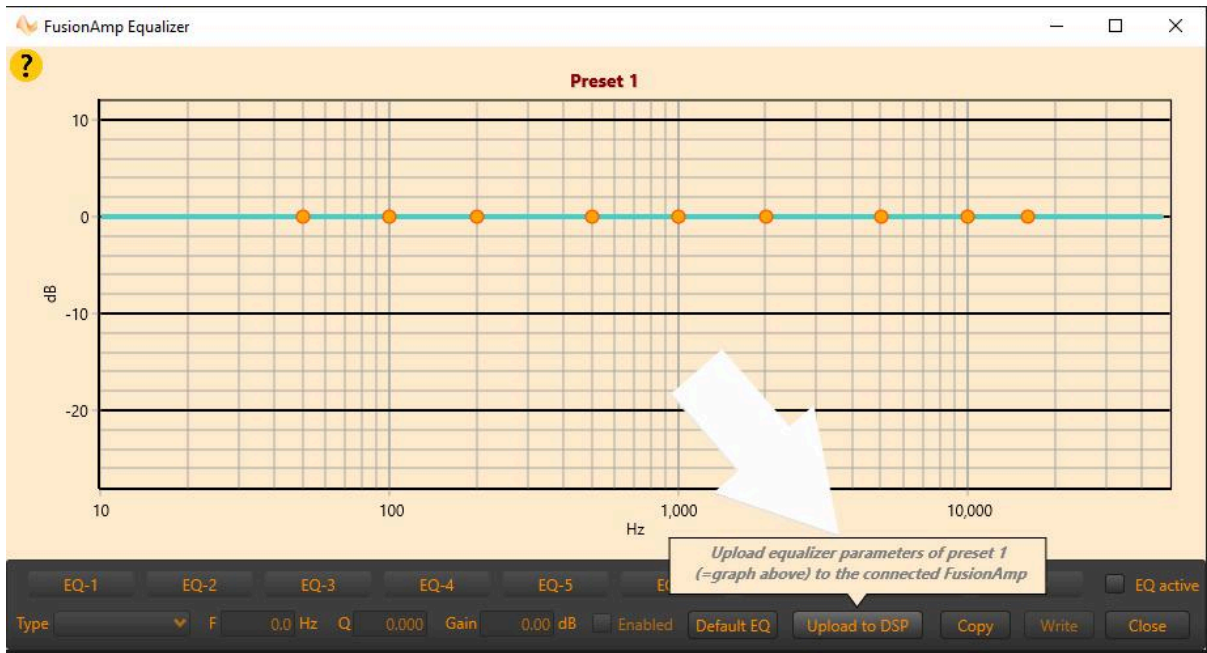 FusionAmp Equalizer
?
Preset 1
10
0
-10
-20
dB
10
100
1,000
10,000
Hz
Upload equalizer parameters of preset 1
(=graph above) to the connected FusionAmp
EQ-1 EQ-2 EQ-3 EQ-4 EQ-5 EQ active
Type F 0.0 Hz Q 0.000 Gain 0.00 dB Enabled Default EQ Upload to DSP Copy Write Close